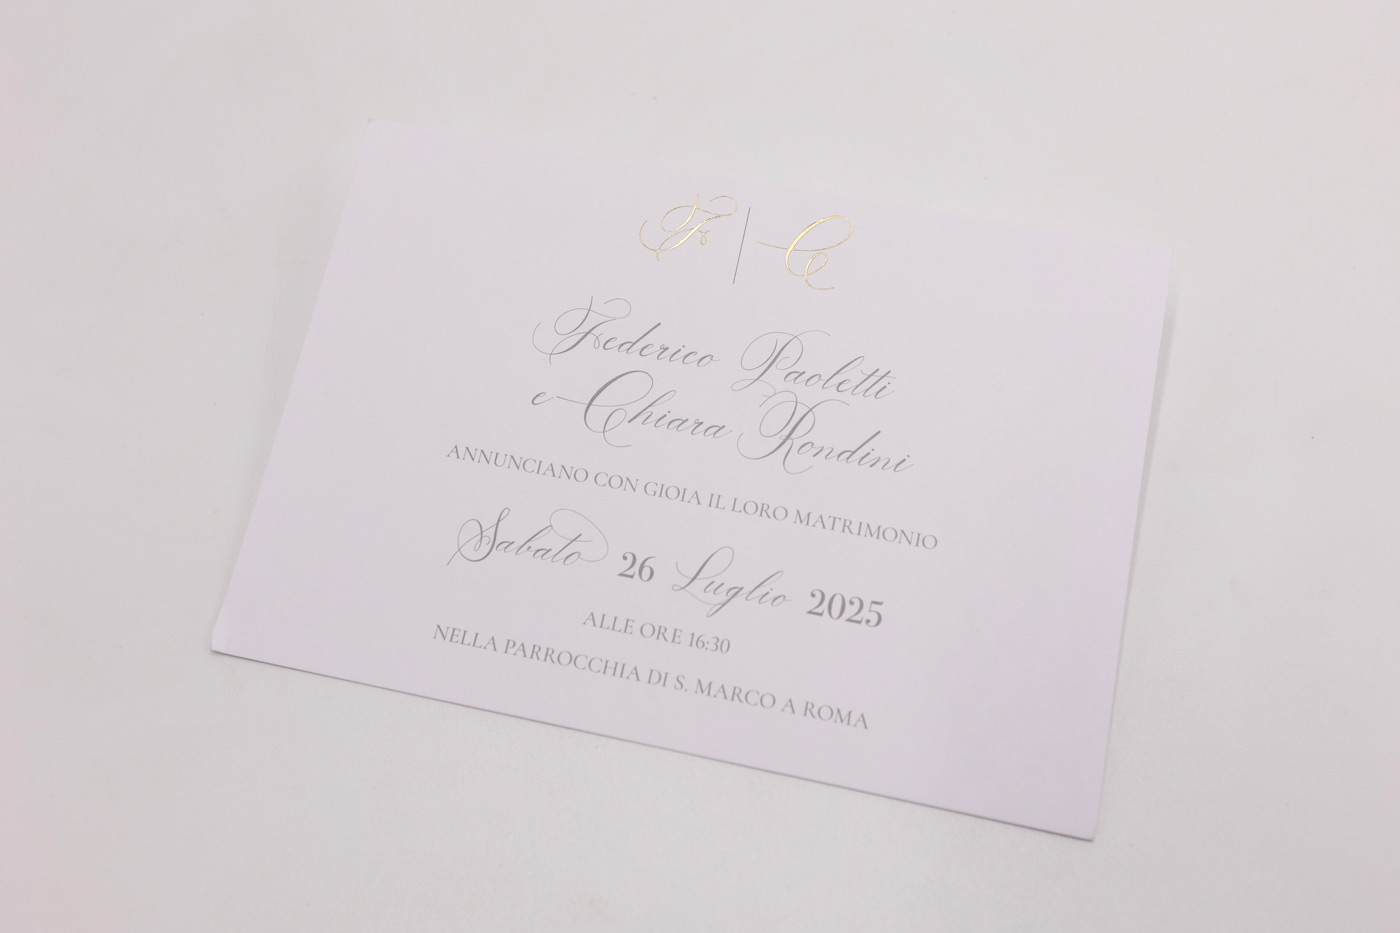 F | C
Federico Paoletti
e Chiara Rondini
ANNUNCIANO CON GIOIA IL LORO MATRIMONIO
Sabato 26 Luglio 2025
ALLE ORE 16:30
NELLA PARROCCHIA DI S. MARCO A ROMA